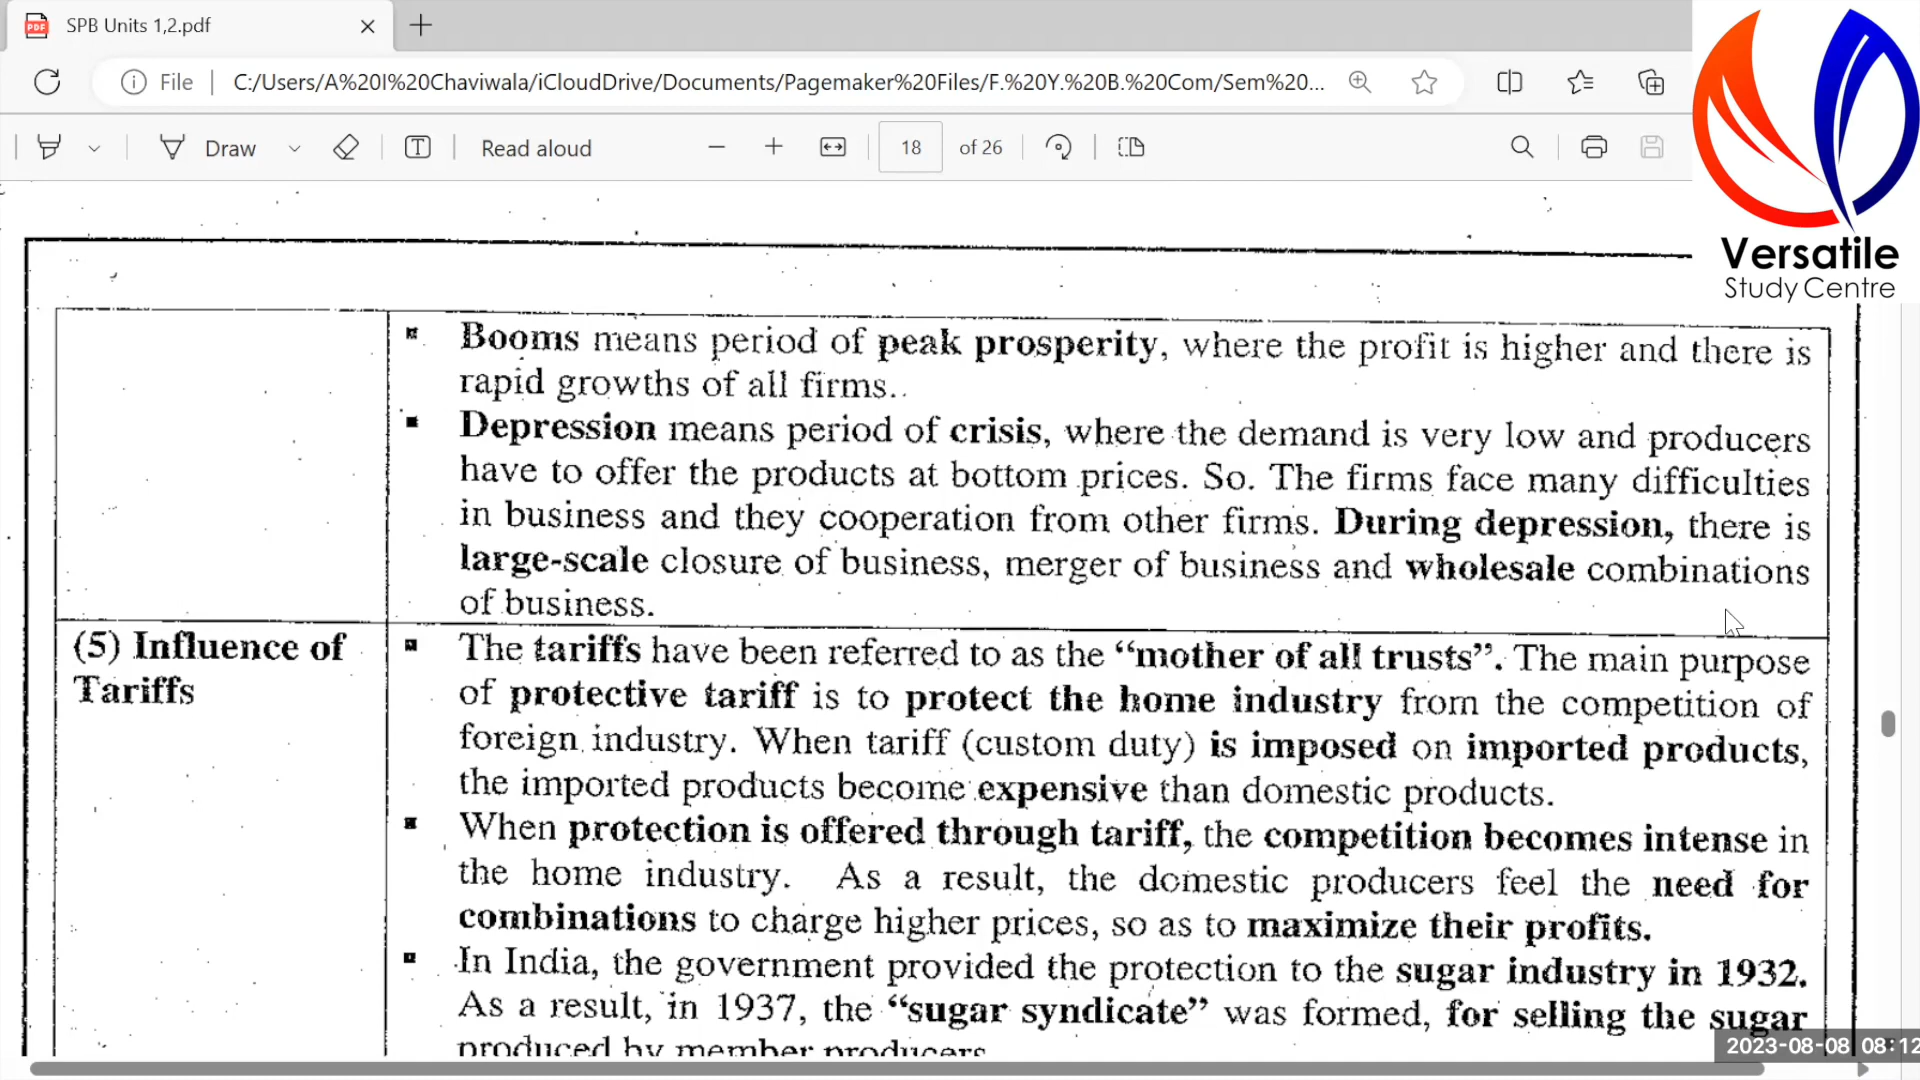 SPB Units 1,2.pdf
File
C:/Users/A%20I%20Chaviwala/iCloudDrive/Documents/Pagemaker%20Files/F.%20Y.%20B.%20Com/Sem%20...
Draw
Read aloud
18 of 26
Versatile
Study Centre
Booms means period of peak prosperity, where the profit is higher and there is
rapid growths of all firms..
Depression means period of crisis, where the demand is very low and producers
have to offer the products at bottom prices. So. The firms face many difficulties
in business and they cooperation from other firms. During depression, there is
large-scale closure of business, merger of business and wholesale combinations
of business.
(5) Influence of
Tariffs
The tariffs have been referred to as the “mother of all trusts”. The main purpose
of protective tariff is to protect the home industry from the competition of
foreign industry. When tariff (custom duty) is imposed on imported products,
the imported products become expensive than domestic products.
When protection is offered through tariff, the competition becomes intense in
the home industry. As a result, the domestic producers feel the need for
combinations to charge higher prices, so as to maximize their profits.
In India, the government provided the protection to the sugar industry in 1932.
As a result, in 1937, the “sugar syndicate” was formed, for selling the sugar
produced by member producers
2023-08-08 08:12